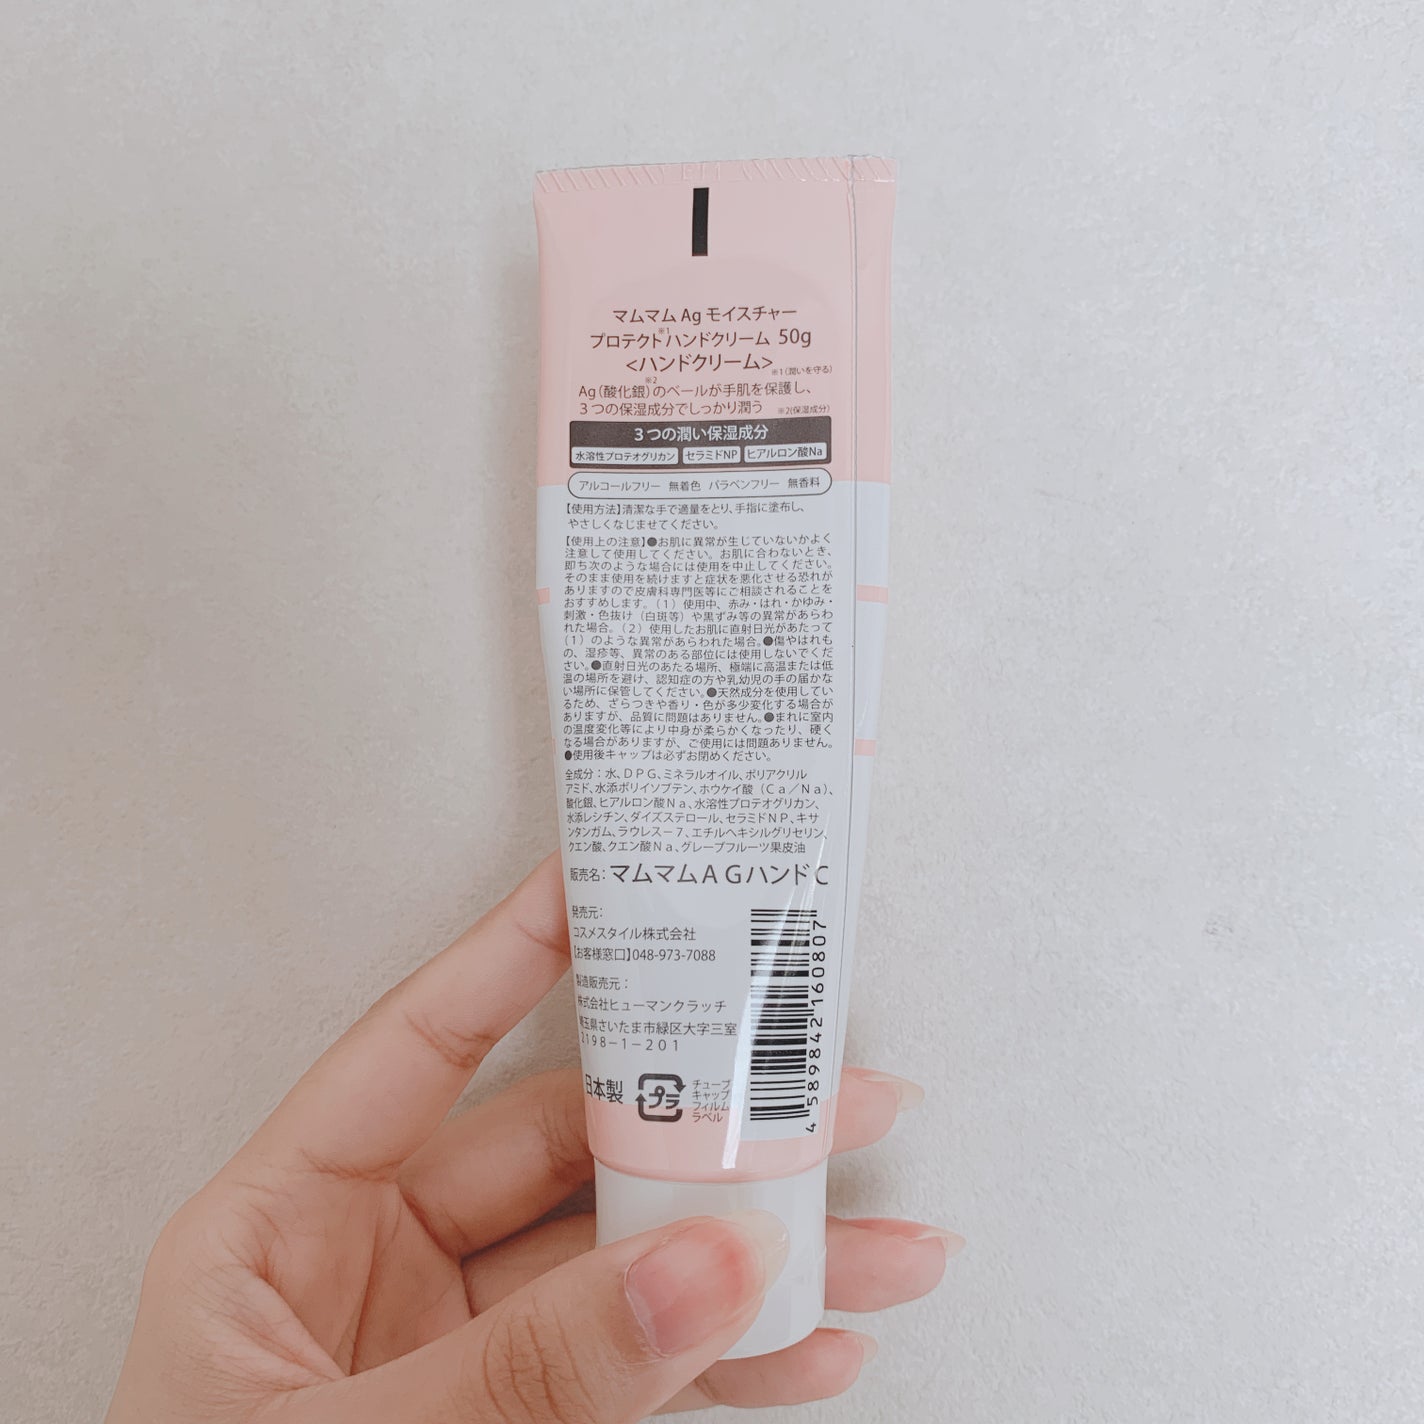 マムマム Ag モイスチャー
プロテクト※1ハンドクリーム 50g
<ハンドクリーム>
※1(潤いを守る)
Ag(酸化銀)※2のベールが手肌を保護し、
3つの保湿成分でしっかり潤う ※2(保湿成分)
3つの潤い保湿成分
水溶性プロテオグリカン セラミドNP ヒアルロン酸Na
アルコールフリー 無着色 パラベンフリー 無香料
【使用方法】清潔な手で適量をとり、手指に塗布し、
やさしくなじませてください。
【使用上の注意】●お肌に異常が生じていないかよく
注意して使用してください。お肌に合わないとき、
即ち次のような場合には使用を中止してください。
そのまま使用を続けますと症状を悪化させる恐れが
ありますので皮膚科専門医等にご相談されることを
おすすめします。(1)使用中、赤み・はれ・かゆみ・
刺激・色抜け(白斑等)や黒ずみ等の異常があらわ
れた場合。(2)使用したお肌に直射日光があたって
(1)のような異常があらわれた場合。●傷やはれも
の、湿疹等、異常のある部位には使用しないでくだ
さい。●直射日光のあたる場所、極端に高温または低
温の場所を避け、認知症の方や乳幼児の手の届かな
い場所に保管してください。●天然成分を使用してい
るため、ざらつきや香り・色が多少変化する場合が
ありますが、品質に問題はありません。●まれに室内
の温度変化等により中身が柔らかくなったり、硬く
なる場合がありますが、ご使用には問題ありません。
●使用後キャップは必ずお閉めください。
全成分:水、DPG、ミネラルオイル、ポリアクリル
アミド、水添ポリイソブテン、ホウケイ酸(Ca/Na)、
酸化銀、ヒアルロン酸Na、水溶性プロテオグリカン、
水添レシチン、ダイズステロール、セラミドNP、キサ
ンタンガム、ラウレス-7、エチルヘキシルグリセリン、
クエン酸、クエン酸Na、グレープフルーツ果皮油
販売名:マムマムAGハンドC
発売元:
コスメスタイル株式会社
【お客様窓口】048-973-7088
製造販売元:
株式会社ヒューマンクラッチ
埼玉県さいたま市緑区大字三室
2198-1-201
日本製
プラ
チューブ
キャップ
フィルム
ラベル
4 589842 160807